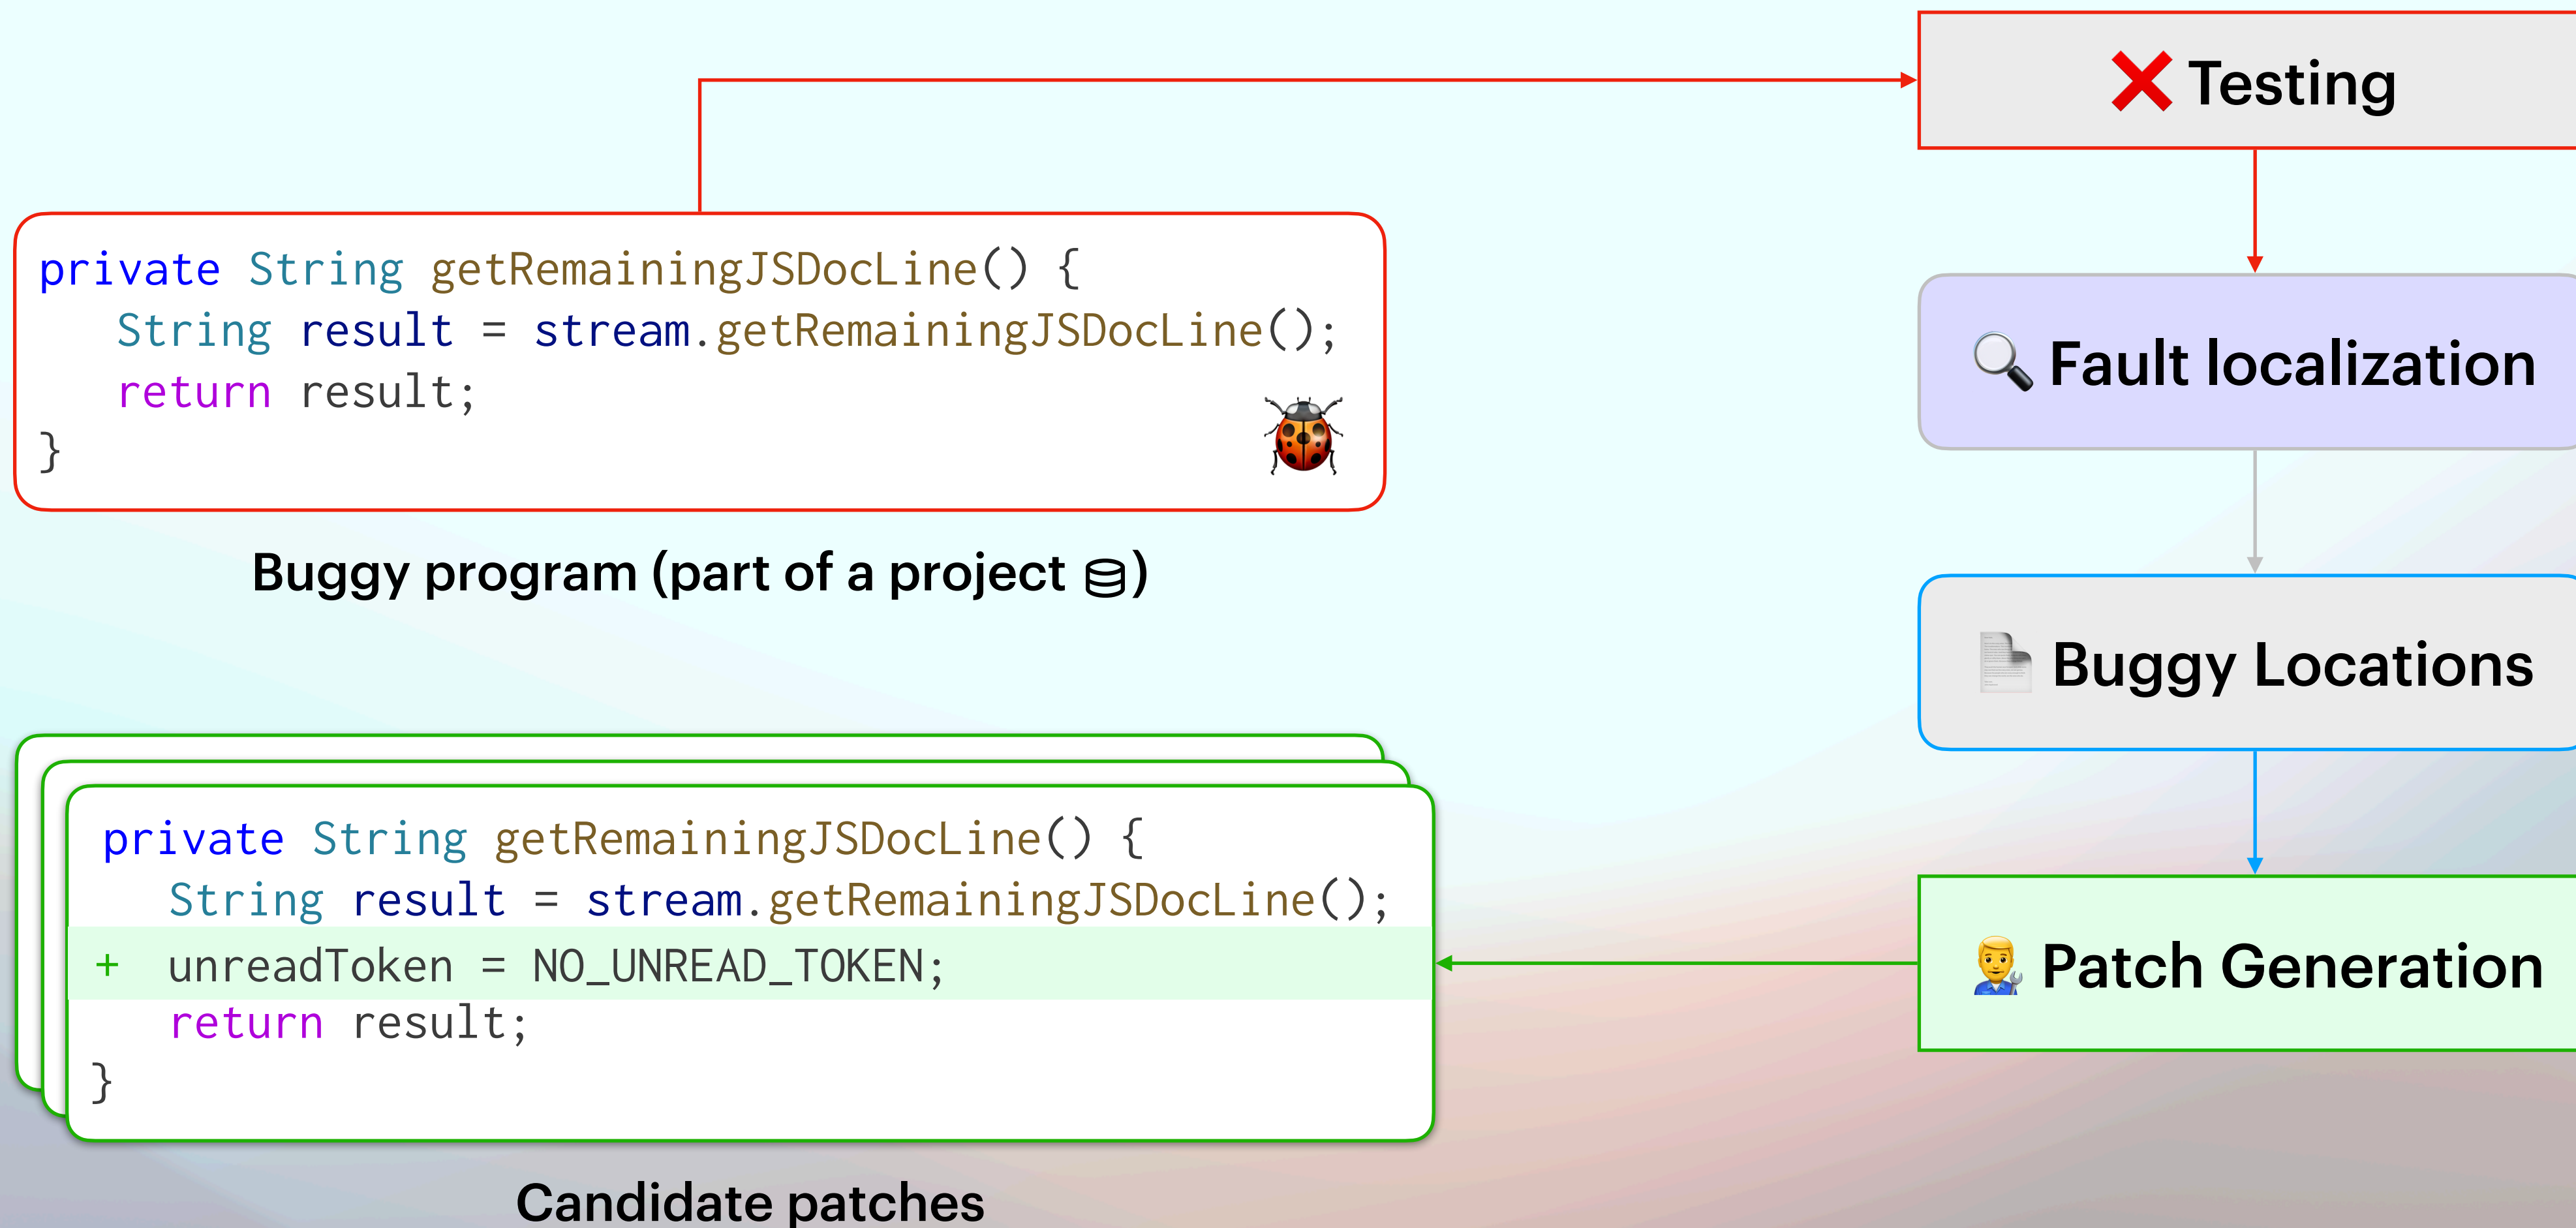 ❌ Testing
private String getRemainingJSDocLine() {
String result = stream.getRemainingJSDocLine();
return result;
}
🔍 Fault localization
Buggy program (part of a project )
Buggy Locations
private String getRemainingJSDocLine() {
String result = stream.getRemainingJSDocLine();
+ unreadToken = NO_UNREAD_TOKEN;
return result;
}
Patch Generation
Candidate patches